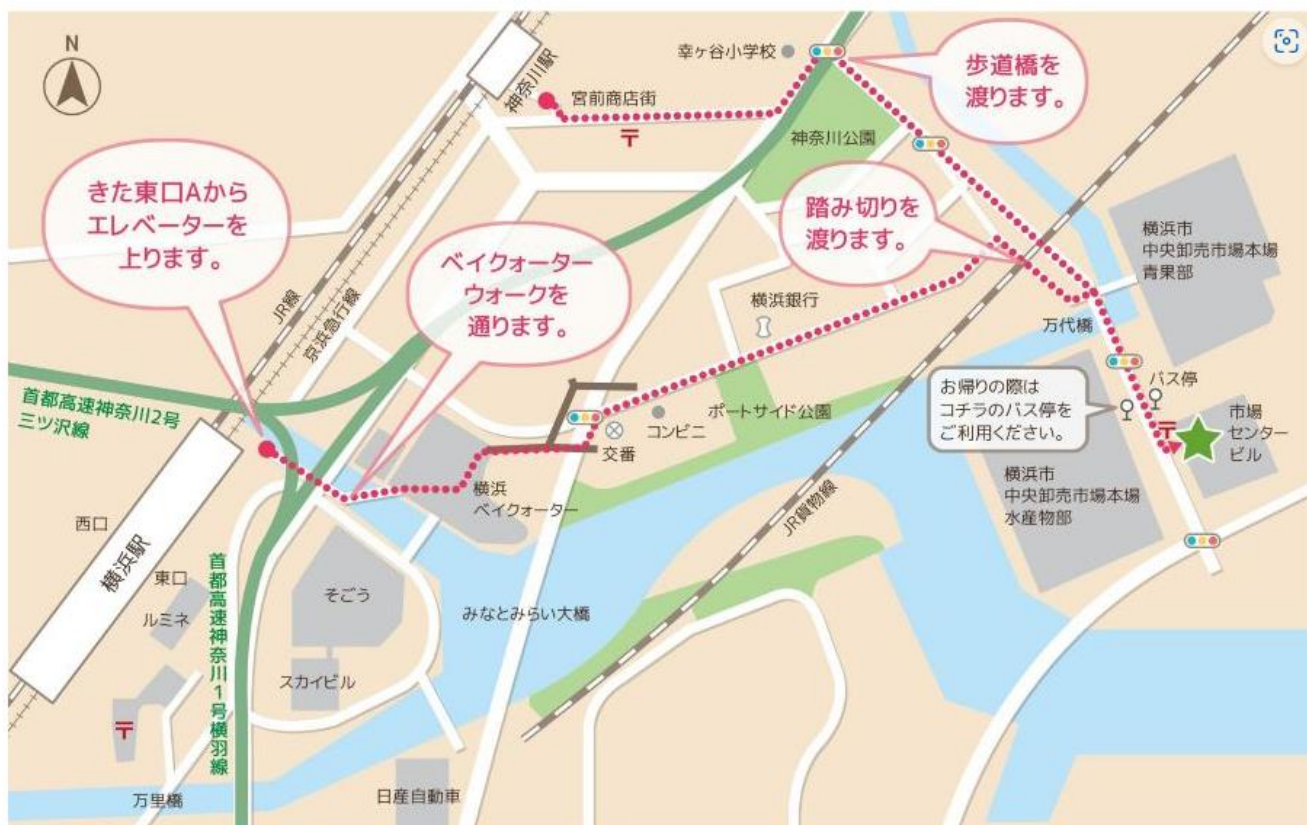 N
神奈川駅
宮前商店街
〒
幸ヶ谷小学校
歩道橋を
渡ります。
神奈川公園
きた東口Aから
エレベーターを
上ります。
ベイクォーター
ウォークを
通ります。
踏み切りを
渡ります。
横浜市
中央卸売市場本場
青果部
JR線
京浜急行線
横浜銀行
万代橋
首都高速神奈川2号
三ツ沢線
お帰りの際は
コチラのバス停を
ご利用ください。
バス停
〒
市場
センター
ビル
コンビニ
ポートサイド公園
交番
横浜
ベイクォーター
横浜市
中央卸売市場本場
水産物部
JR貨物線
西口
横浜駅
東口
ルミネ
首都高速神奈川1号横羽線
そごう
みなとみらい大橋
スカイビル
〒
万里橋
日産自動車